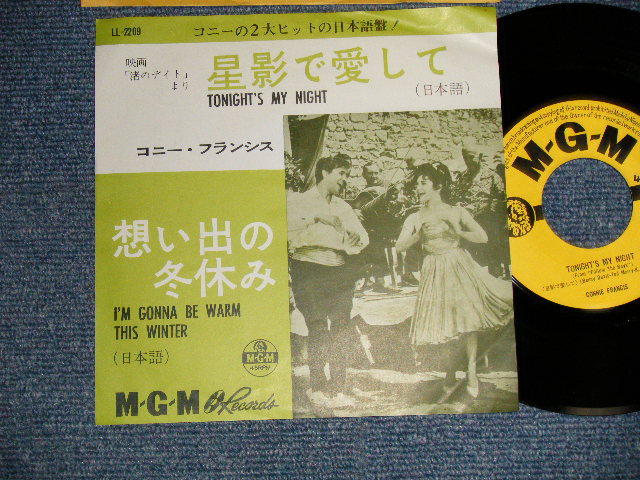 LL-2209
コニーの2大ヒットの日本語盤！
映画
「渚のデイト」
より
星影で愛して
TONIGHT'S MY NIGHT
(日本語)
コニー・フランシス
想い出の
冬休み
I'M GONNA BE WARM
THIS WINTER
(日本語)
M-G-M
45RPM
M-G-M Records
M-G-M
TONIGHT'S MY NIGHT
CONNIE FRANCIS